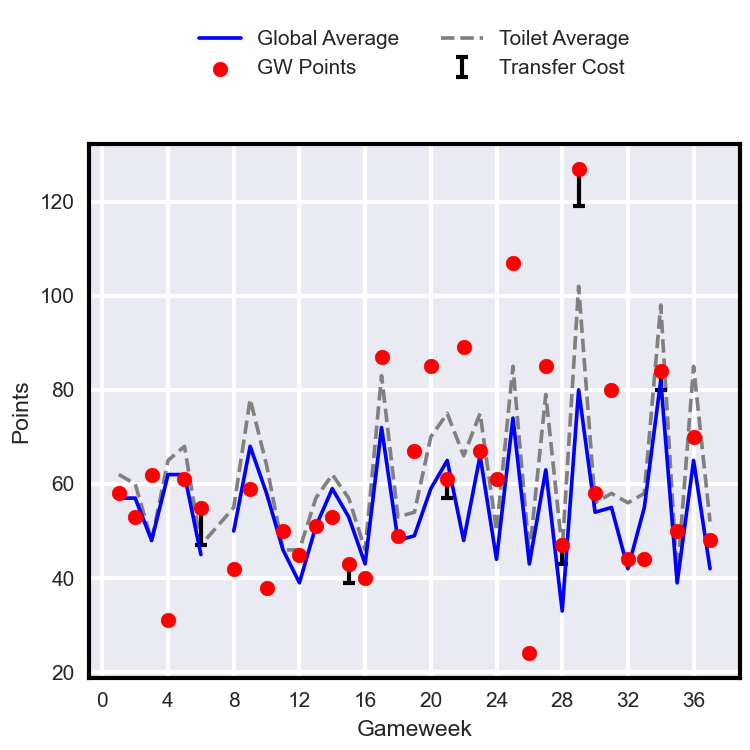 Global Average
GW Points
Toilet Average
Transfer Cost
120
100
80
60
40
20
Points
0 4 8 12 16 20 24 28 32 36
Gameweek